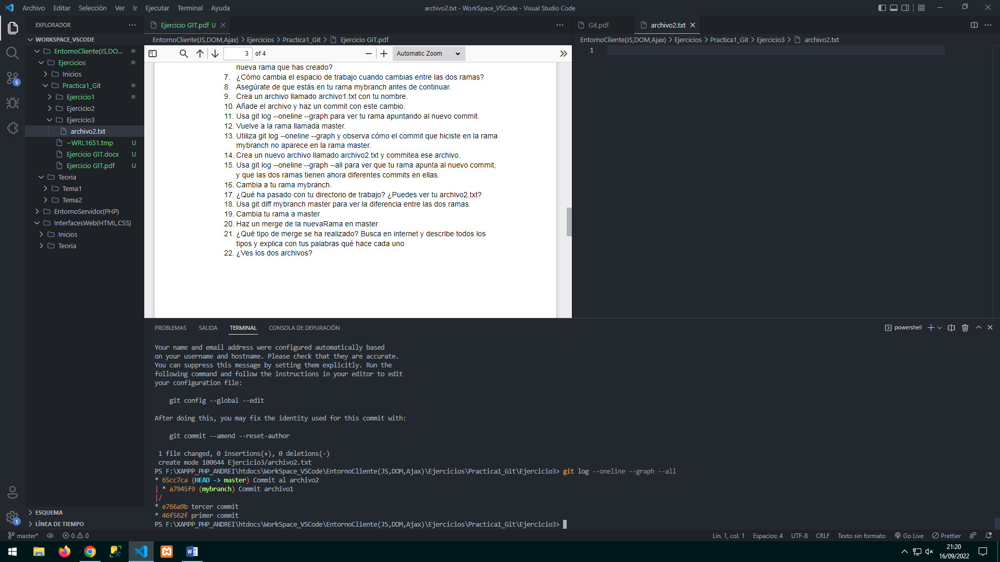 Archivo Editar Selección Ver Ir Ejecutar Terminal Ayuda
archivo2.txt - WorkSpace_VSCode - Visual Studio Code
EXPLORADOR
WORKSPACE_VSCODE
EntornoCliente(JS,DO...
Ejercicios
Inicios
Practica1_Git
Ejercicio1
Ejercicio2
Ejercicio3
archivo2.txt
~WRL1651.tmp U
Ejercicio GIT.docx U
Ejercicio GIT.pdf U
Teoria
Tema1
Tema2
EntornoServidor(PHP)
InterfacesWeb(HTML,CSS)
Inicios
Teoria
ESQUEMA
LÍNEA DE TIEMPO
5
1
Ejercicio GIT.pdf U
EntornoCliente(JS,DOM,Ajax) > Ejercicios > Practica1_Git > Ejercicio GIT.pdf
3 of 4
Automatic Zoom
nueva rama que has creado?
7. ¿Cómo cambia el espacio de trabajo cuando cambias entre las dos ramas?
8. Asegúrate de que estás en tu rama mybranch antes de continuar.
9. Crea un archivo llamado archivo1.txt con tu nombre.
10. Añade el archivo y haz un commit con este cambio.
11. Usa git log --oneline --graph para ver tu rama apuntando al nuevo commit.
12. Vuelve a la rama llamada master.
13. Utiliza git log --oneline --graph y observa cómo el commit que hiciste en la rama
mybranch no aparece en la rama master.
14. Crea un nuevo archivo llamado archivo2.txt y commitea ese archivo.
15. Usa git log --oneline --graph --all para ver que tu rama apunta al nuevo commit,
y que las dos ramas tienen ahora diferentes commits en ellas.
16. Cambia a tu rama mybranch.
17. ¿Qué ha pasado con tu directorio de trabajo? ¿Puedes ver tu archivo2.txt?
18. Usa git diff mybranch master para ver la diferencia entre las dos ramas.
19. Cambia tu rama a master
20. Haz un merge de la nuevaRama en master
21. ¿Qué tipo de merge se ha realizado? Busca en internet y describe todos los
tipos y explica con tus palabras qué hace cada uno
22. ¿Ves los dos archivos?
Git.pdf
archivo2.txt
EntornoCliente(JS,DOM,Ajax) > Ejercicios > Practica1_Git > Ejercicio3 > archivo2.txt
1
PROBLEMAS SALIDA TERMINAL CONSOLA DE DEPURACIÓN
powershell
Your name and email address were configured automatically based
on your username and hostname. Please check that they are accurate.
You can suppress this message by setting them explicitly. Run the
following command and follow the instructions in your editor to edit
your configuration file:
git config --global --edit
After doing this, you may fix the identity used for this commit with:
git commit --amend --reset-author
1 file changed, 0 insertions(+), 0 deletions(-)
create mode 100644 Ejercicio3/archivo2.txt
PS F:\XAMPP_PHP_ANDREI\htdocs\WorkSpace_VSCode\EntornoCliente(JS,DOM,Ajax)\Ejercicios\Practica1_Git\Ejercicio3> git log --oneline --graph --all
* 65cc7ca (HEAD -> master) Commit al archivo2
| * a7945f9 (mybranch) Commit archivo1
|/
* e766a9b tercer commit
* 46f562f primer commit
PS F:\XAMPP_PHP_ANDREI\htdocs\WorkSpace_VSCode\EntornoCliente(JS,DOM,Ajax)\Ejercicios\Practica1_Git\Ejercicio3>
master* 0 0
Lín. 1, col. 1 Espacios: 4 UTF-8 CRLF Texto sin formato Go Live Prettier
21:20
16/09/2022